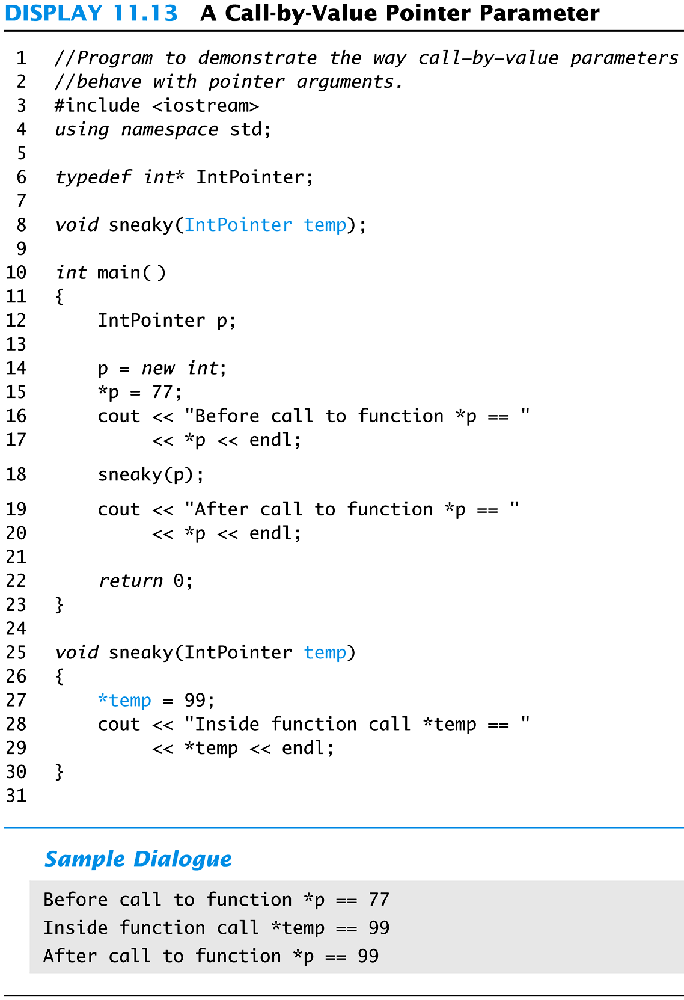 DISPLAY 11.13 A Call-by-Value Pointer Parameter
1 //Program to demonstrate the way call–by–value parameters
2 //behave with pointer arguments.
3 #include <iostream>
4 using namespace std;
5
6 typedef int* IntPointer;
7
8 void sneaky(IntPointer temp);
9
10 int main( )
11 {
12 IntPointer p;
13
14 p = new int;
15 *p = 77;
16 cout << "Before call to function *p == "
17 << *p << endl;
18 sneaky(p);
19 cout << "After call to function *p == "
20 << *p << endl;
21
22 return 0;
23 }
24
25 void sneaky(IntPointer temp)
26 {
27 *temp = 99;
28 cout << "Inside function call *temp == "
29 << *temp << endl;
30 }
31
Sample Dialogue
Before call to function *p == 77
Inside function call *temp == 99
After call to function *p == 99